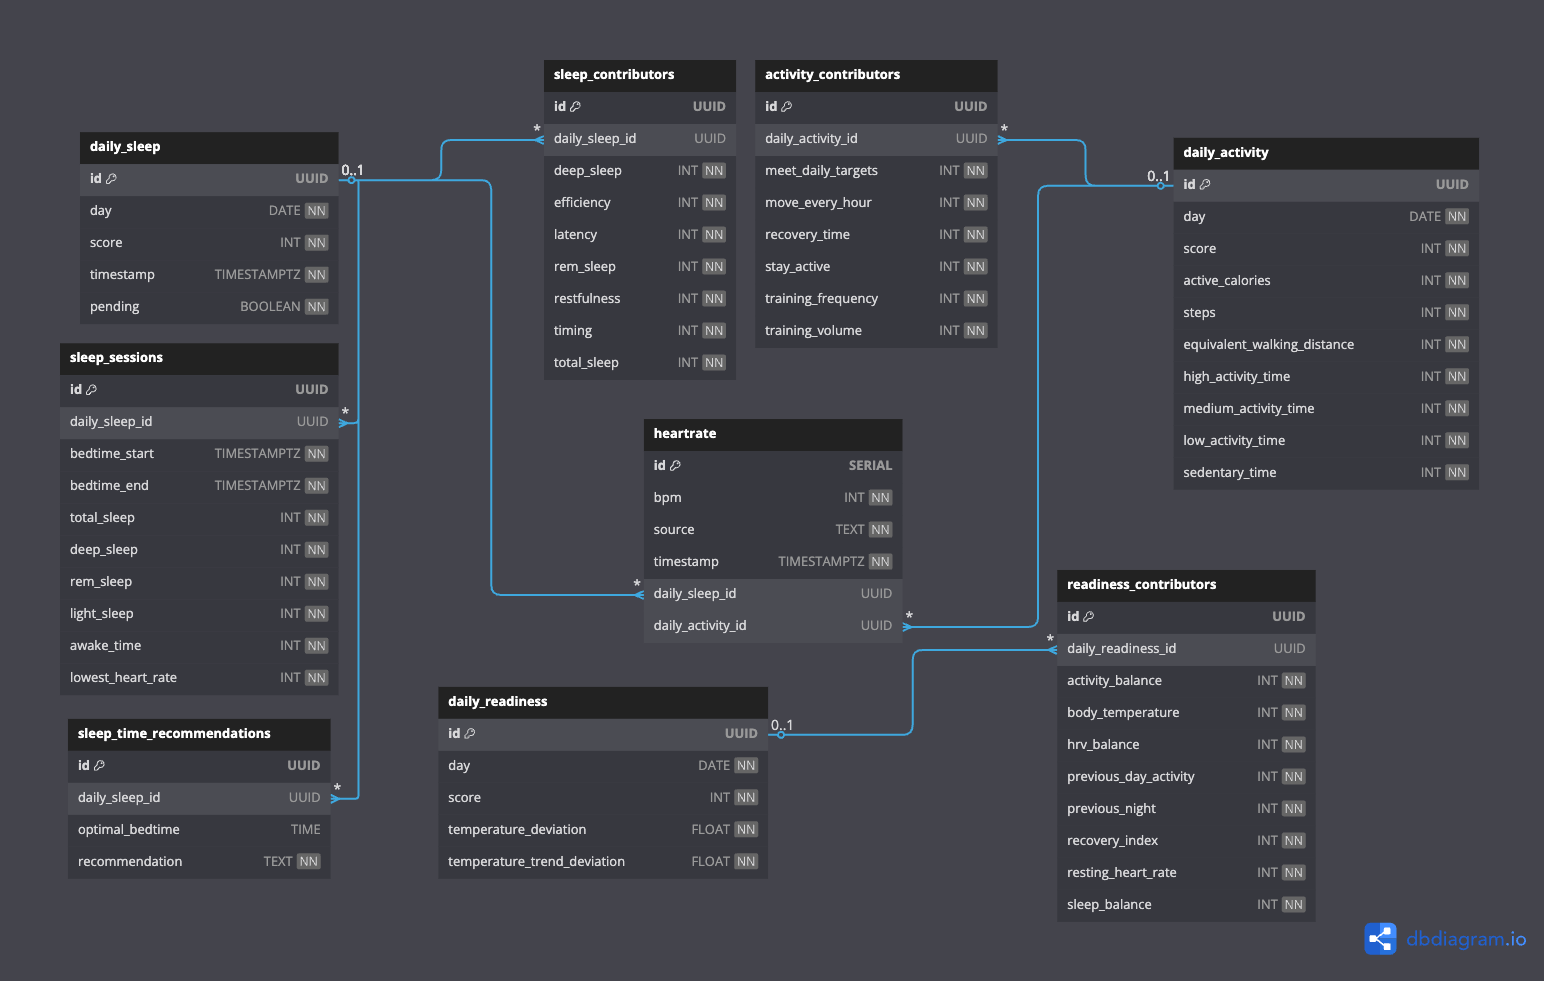 daily_sleep
id UUID
day DATE NN
score INT NN
timestamp TIMESTAMPTZ NN
pending BOOLEAN NN
0..1
sleep_sessions
id UUID
daily_sleep_id UUID
*
bedtime_start TIMESTAMPTZ NN
bedtime_end TIMESTAMPTZ NN
total_sleep INT NN
deep_sleep INT NN
rem_sleep INT NN
light_sleep INT NN
awake_time INT NN
lowest_heart_rate INT NN
sleep_time_recommendations
id UUID
daily_sleep_id UUID
*
optimal_bedtime TIME
recommendation TEXT NN
sleep_contributors
id UUID
*
daily_sleep_id UUID
deep_sleep INT NN
efficiency INT NN
latency INT NN
rem_sleep INT NN
restfulness INT NN
timing INT NN
total_sleep INT NN
activity_contributors
id UUID
daily_activity_id UUID
*
meet_daily_targets INT NN
move_every_hour INT NN
recovery_time INT NN
stay_active INT NN
training_frequency INT NN
training_volume INT NN
daily_activity
0..1
id UUID
day DATE NN
score INT NN
active_calories INT NN
steps INT NN
equivalent_walking_distance INT NN
high_activity_time INT NN
medium_activity_time INT NN
low_activity_time INT NN
sedentary_time INT NN
heartrate
id SERIAL
bpm INT NN
source TEXT NN
timestamp TIMESTAMPTZ NN
*
daily_sleep_id UUID
daily_activity_id UUID
*
daily_readiness
id UUID
0..1
day DATE NN
score INT NN
temperature_deviation FLOAT NN
temperature_trend_deviation FLOAT NN
readiness_contributors
id UUID
*
daily_readiness_id UUID
activity_balance INT NN
body_temperature INT NN
hrv_balance INT NN
previous_day_activity INT NN
previous_night INT NN
recovery_index INT NN
resting_heart_rate INT NN
sleep_balance INT NN
dbdiagram.io